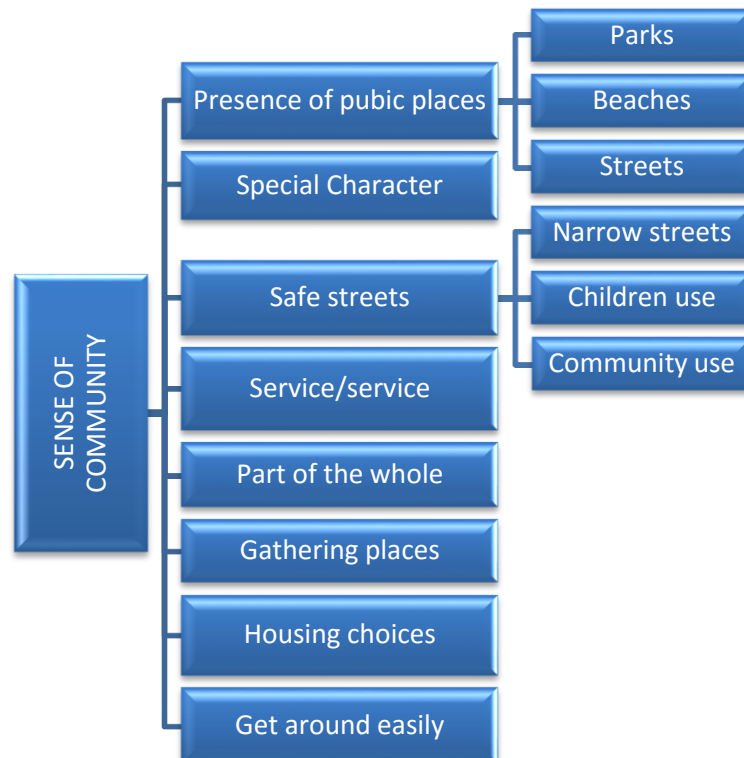 SENSE OF
COMMUNITY
Presence of pubic places
Parks
Beaches
Streets
Special Character
Safe streets
Narrow streets
Children use
Community use
Service/service
Part of the whole
Gathering places
Housing choices
Get around easily